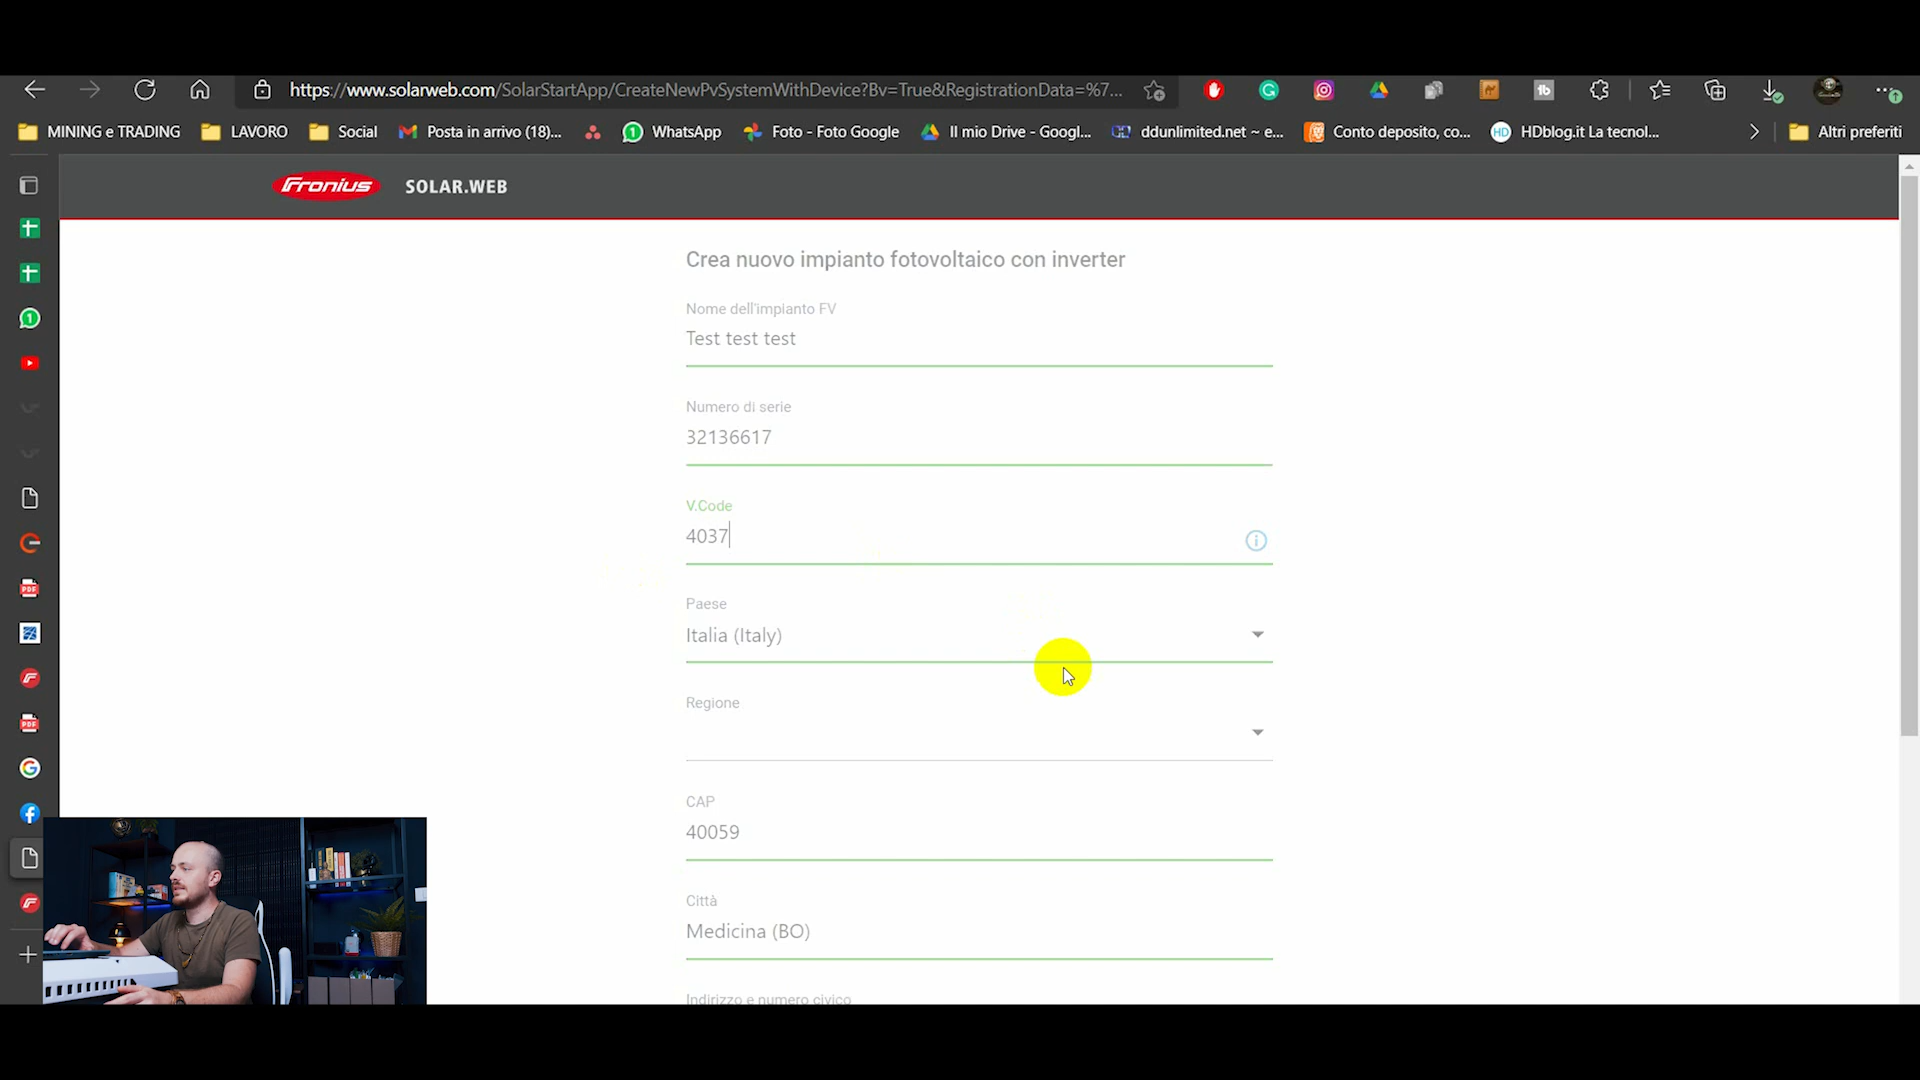 https://www.solarweb.com/SolarStartApp/CreateNewPvSystemWithDevice?Bv=True&RegistrationData=%7...
MINING e TRADING
LAVORO
Social
Posta in arrivo (18)...
WhatsApp
Foto - Foto Google
Il mio Drive - Googl...
ddunlimited.net ~ e...
Conto deposito, co...
HD
HDblog.it La tecnol...
Altri preferiti
Fronius
SOLAR.WEB
Crea nuovo impianto fotovoltaico con inverter
Nome dell'impianto FV
Test test test
Numero di serie
32136617
V.Code
4037
Paese
Italia (Italy)
Regione
CAP
40059
Città
Medicina (BO)
Indirizzo e numero civico